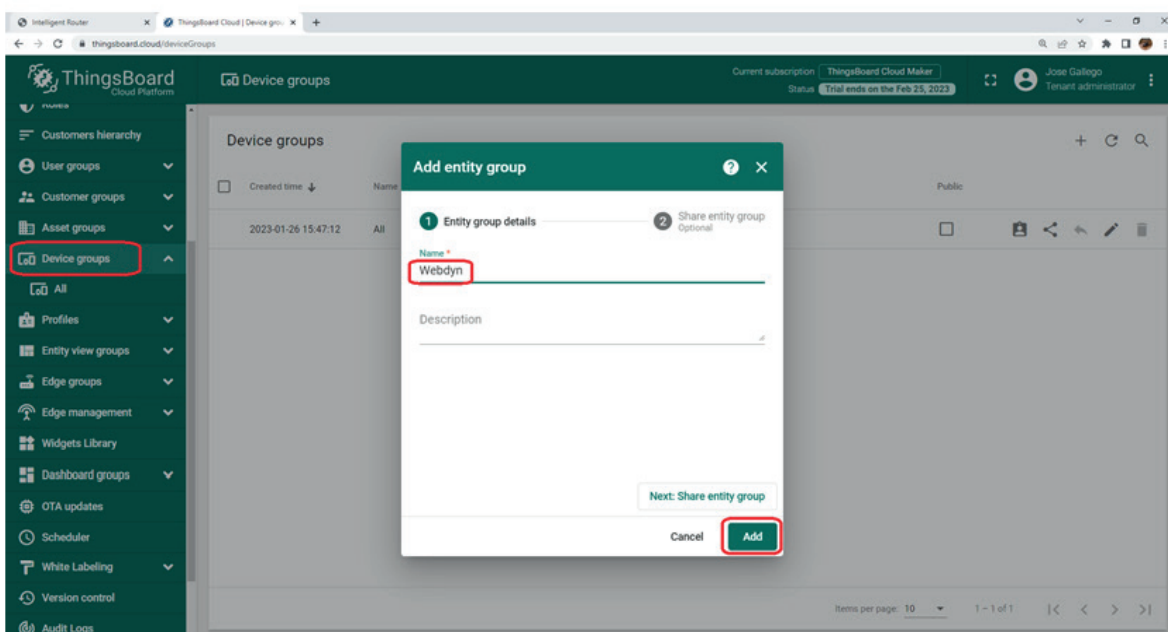 Intelligent Router
ThingsBoard Cloud | Device grou
thingsboard.cloud/deviceGroups
ThingsBoard
Cloud Platform
Device groups
Current subscription ThingsBoard Cloud Maker
Status Trial ends on the Feb 25, 2023
Jose Gallego
Tenant administrator
Roles
Customers hierarchy
User groups
Customer groups
Asset groups
Device groups
All
Profiles
Entity view groups
Edge groups
Edge management
Widgets Library
Dashboard groups
OTA updates
Scheduler
White Labeling
Version control
Audit Logs
Device groups
Created time Name Public
2023-01-26 15:47:12 All
Add entity group
1 Entity group details
2 Share entity group
Optional
Name *
Webdyn
Description
Next: Share entity group
Cancel Add
Items per page: 10 1 – 1 of 1